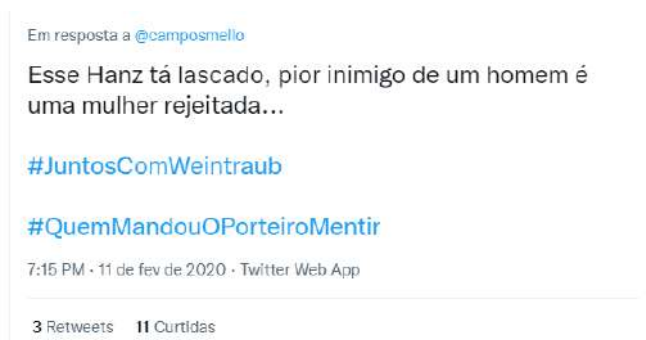 Em resposta a @camposmello
Esse Hanz tá lascado, pior inimigo de um homem é
uma mulher rejeitada...
#JuntosComWeintraub
#QuemMandouOPorteiroMentir
7:15 PM · 11 de fev de 2020 · Twitter Web App
3 Retweets 11 Curtidas